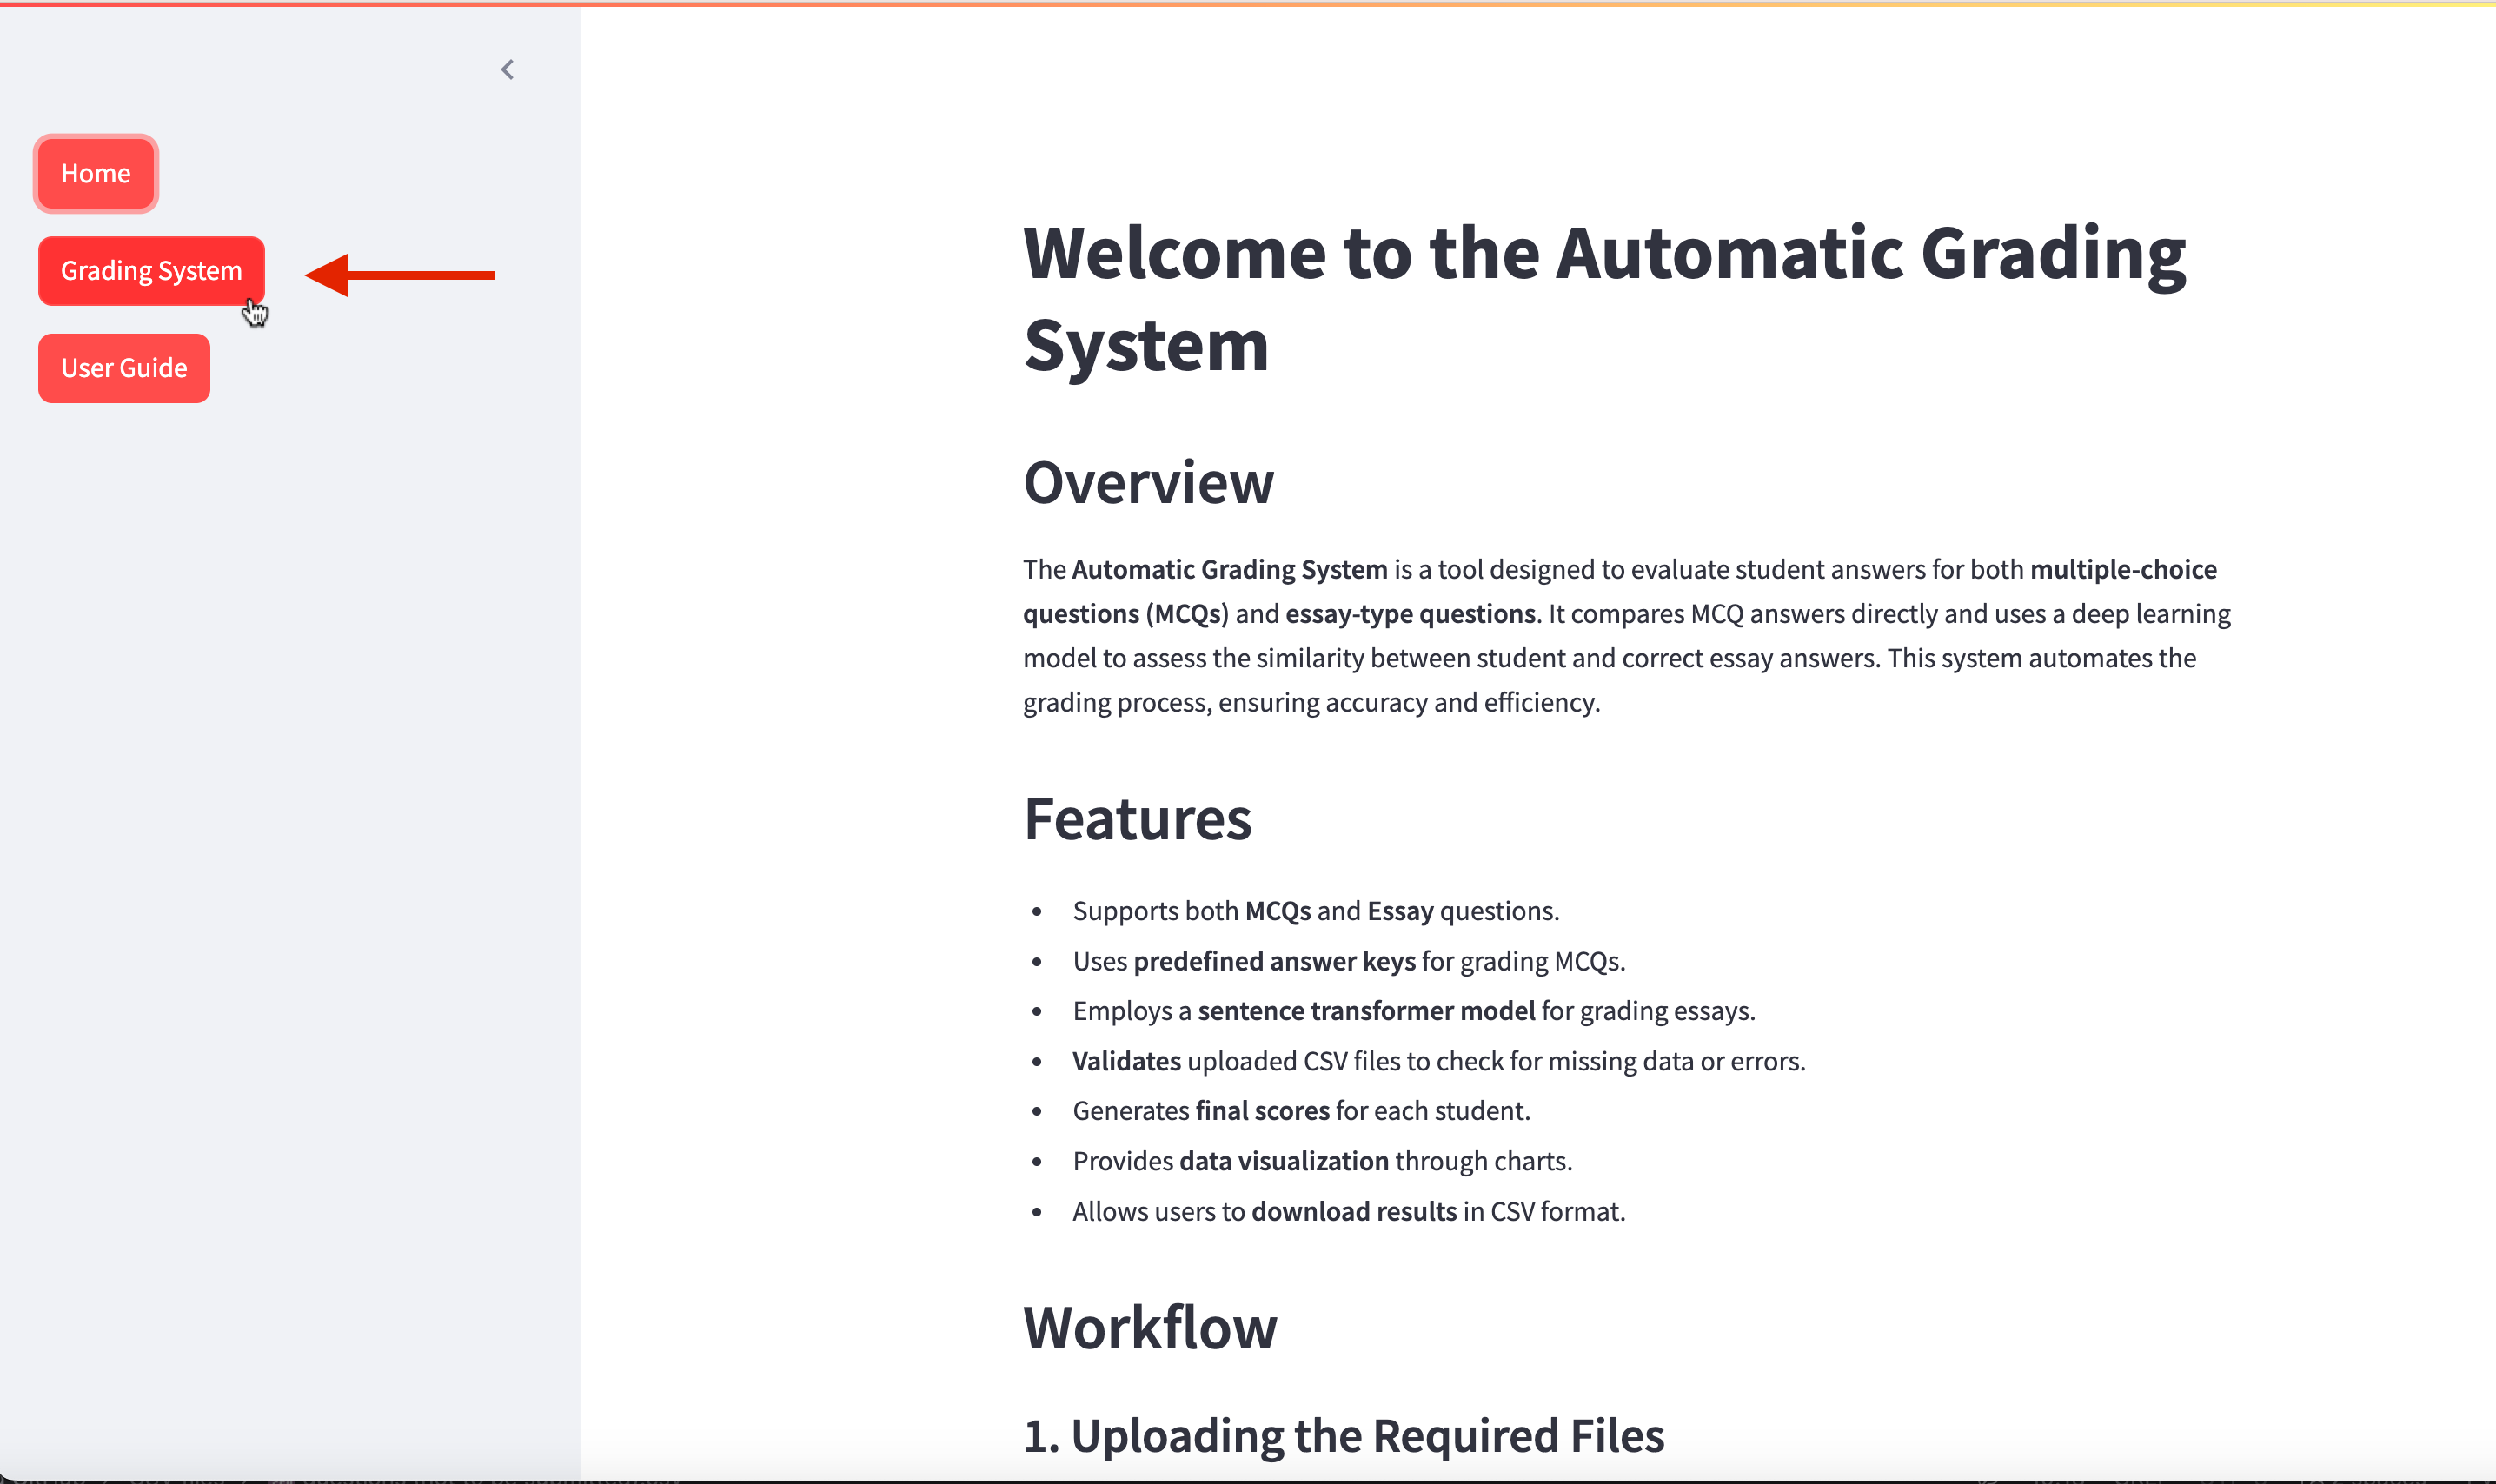 Home
Grading System
User Guide
Welcome to the Automatic Grading
System
Overview
The Automatic Grading System is a tool designed to evaluate student answers for both multiple-choice
questions (MCQs) and essay-type questions. It compares MCQ answers directly and uses a deep learning
model to assess the similarity between student and correct essay answers. This system automates the
grading process, ensuring accuracy and efficiency.
Features
• Supports both MCQs and Essay questions.
• Uses predefined answer keys for grading MCQs.
• Employs a sentence transformer model for grading essays.
• Validates uploaded CSV files to check for missing data or errors.
• Generates final scores for each student.
• Provides data visualization through charts.
• Allows users to download results in CSV format.
Workflow
1. Uploading the Required Files